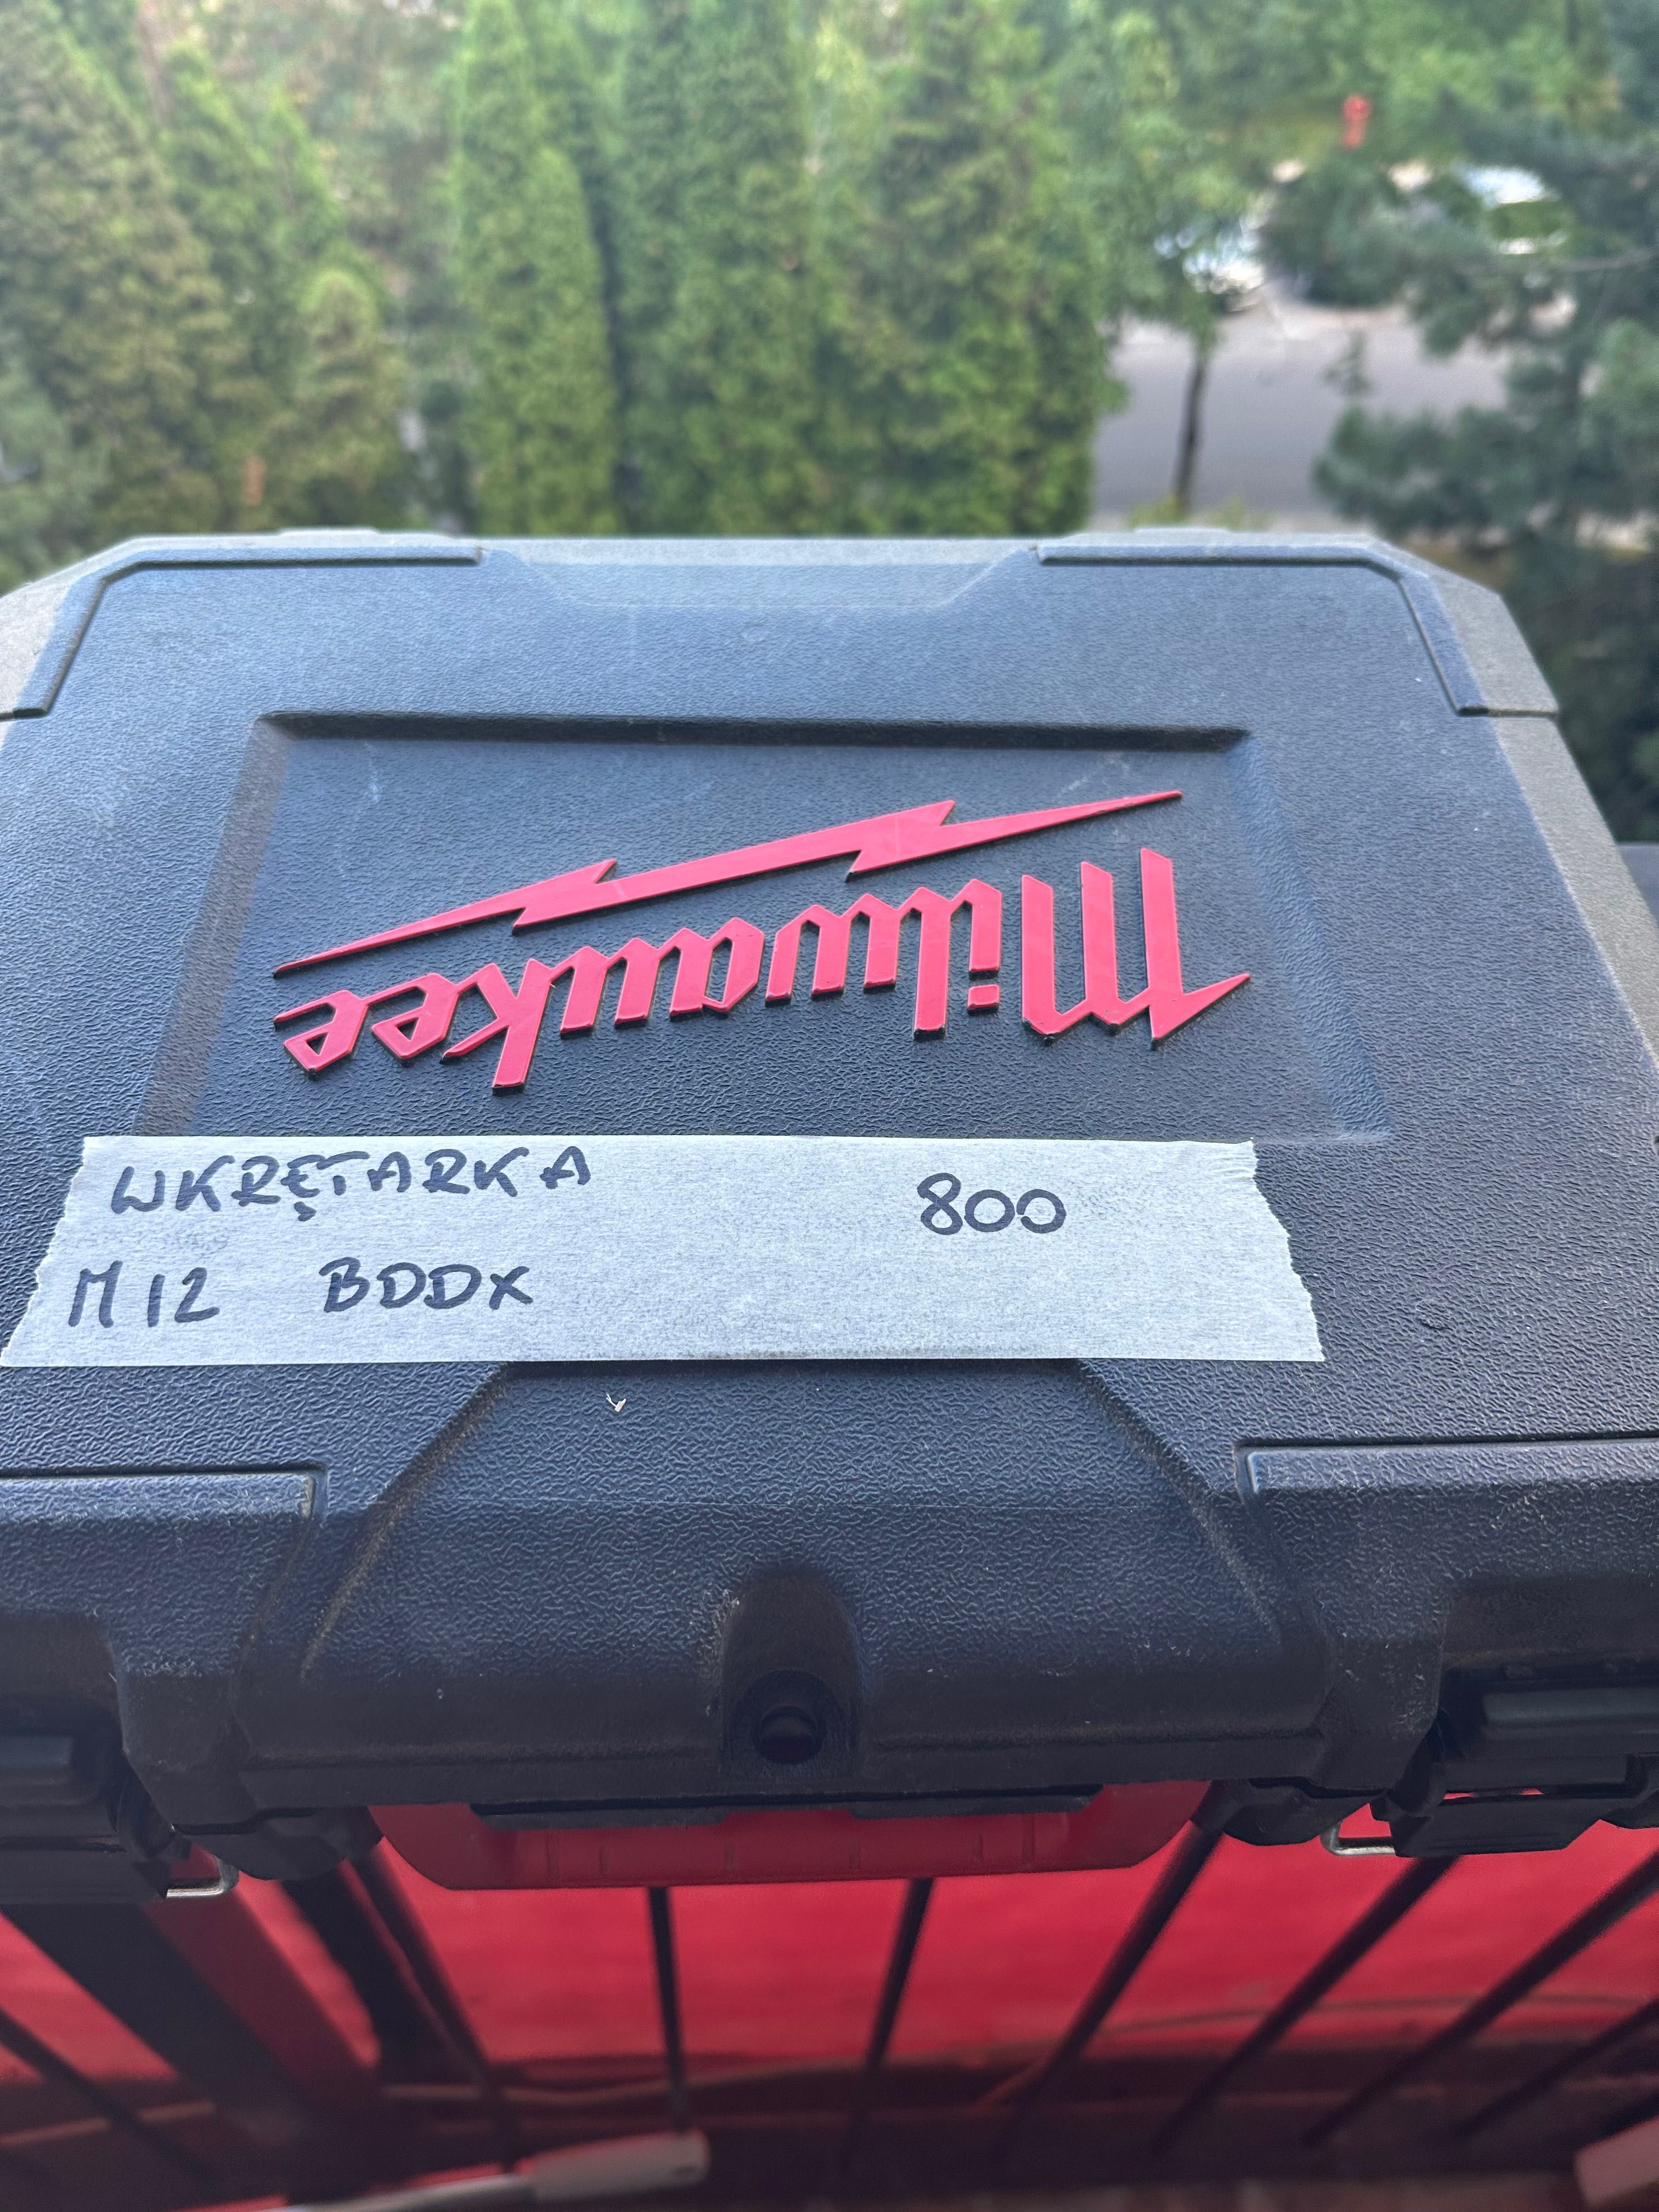 Milwaukee
WKRĘTARKA 800
M12 BDDX